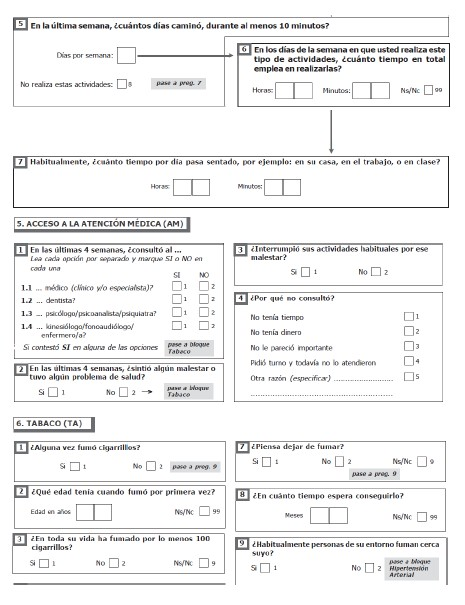 5 En la última semana, ¿cuántos días caminó, durante al menos 10 minutos?
Días por semana:
No realiza estas actividades: 8 pase a preg. 7
6 En los días de la semana en que usted realiza este
tipo de actividades, ¿cuánto tiempo en total
emplea en realizarlas?
Horas: Minutos: Ns/Nc 99
7 Habitualmente, ¿cuánto tiempo por día pasa sentado, por ejemplo: en su casa, en el trabajo, o en clase?
Horas: Minutos:
5. ACCESO A LA ATENCIÓN MÉDICA (AM)
1 En las últimas 4 semanas, ¿consultó al ...
Lea cada opción por separado y marque SI o NO en
cada una
SI NO
1.1 ... médico (clínico y/o especialista)? 1 2
1.2 ... dentista? 1 2
1.3 ... psicólogo/psicoanalista/psiquiatra? 1 2
1.4 ... kinesiólogo/fonoaudiólogo/
enfermero/a? 1 2
Si contestó SI en alguna de las opciones pase a bloque
Tabaco
2 En las últimas 4 semanas, ¿sintió algún malestar o
tuvo algún problema de salud?
Si 1 No 2 pase a bloque
Tabaco
3 ¿Interrumpió sus actividades habituales por ese
malestar?
Si 1 No 2
4 ¿Por qué no consultó?
No tenía tiempo 1
No tenía dinero 2
No le pareció importante 3
Pidió turno y todavía no lo atendieron 4
Otra razón (especificar) ........................ 5
..........................................................
6. TABACO (TA)
1 ¿Alguna vez fumó cigarrillos?
Si 1 No 2 pase a preg. 9
2 ¿Qué edad tenía cuando fumó por primera vez?
Edad en años Ns/Nc 99
3 ¿En toda su vida ha fumado por lo menos 100
cigarrillos?
Si 1 No 2 Ns/Nc 9
7 ¿Piensa dejar de fumar?
Si 1 No 2 Ns/Nc 9
pase a preg. 9
8 ¿En cuánto tiempo espera conseguirlo?
Meses Ns/Nc 99
9 ¿Habitualmente personas de su entorno fuman cerca
suyo?
Si 1 No 2 pase a bloque
Hipertensión
Arterial